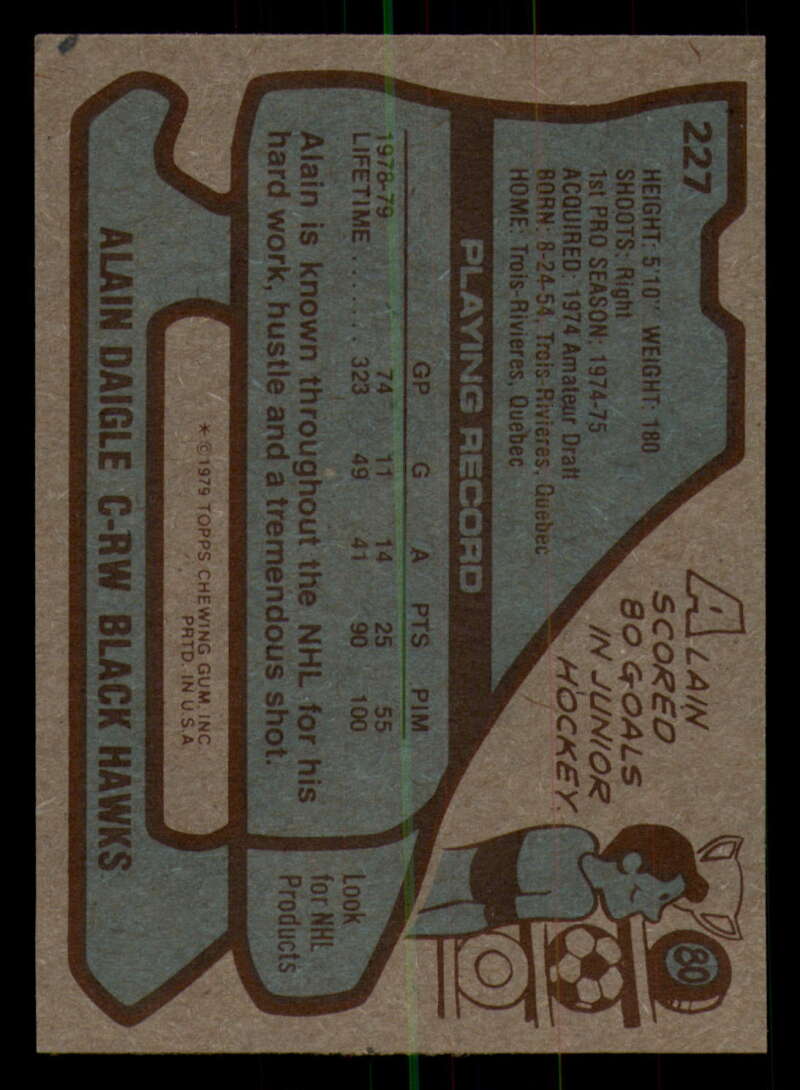 227
HEIGHT: 5'10" WEIGHT: 180
SHOOTS: Right
1st PRO SEASON: 1974-75
ACQUIRED: 1974 Amateur Draft
BORN: 8-24-54, Trois-Rivieres, Quebec
HOME: Trois-Rivieres, Quebec
ALAIN
SCORED
80 GOALS
IN JUNIOR
HOCKEY.
80
PLAYING RECORD
GP G A PTS PIM
1978-79 74 11 14 25 55
LIFETIME ....... 323 49 41 90 100
Alain is known throughout the NHL for his
hard work, hustle and a tremendous shot.
Look
for NHL
Products
* ©1979 TOPPS CHEWING GUM, INC.
PRTD. IN U.S.A.
ALAIN DAIGLE C-RW BLACK HAWKS